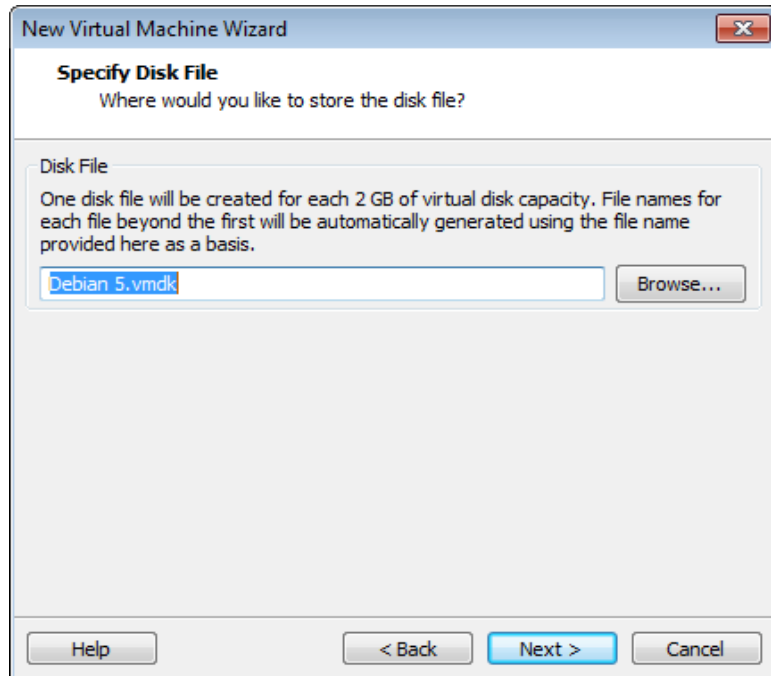 New Virtual Machine Wizard
Specify Disk File
Where would you like to store the disk file?
Disk File
One disk file will be created for each 2 GB of virtual disk capacity. File names for
each file beyond the first will be automatically generated using the file name
provided here as a basis.
Debian 5.vmdk
Browse...
Help
< Back
Next >
Cancel